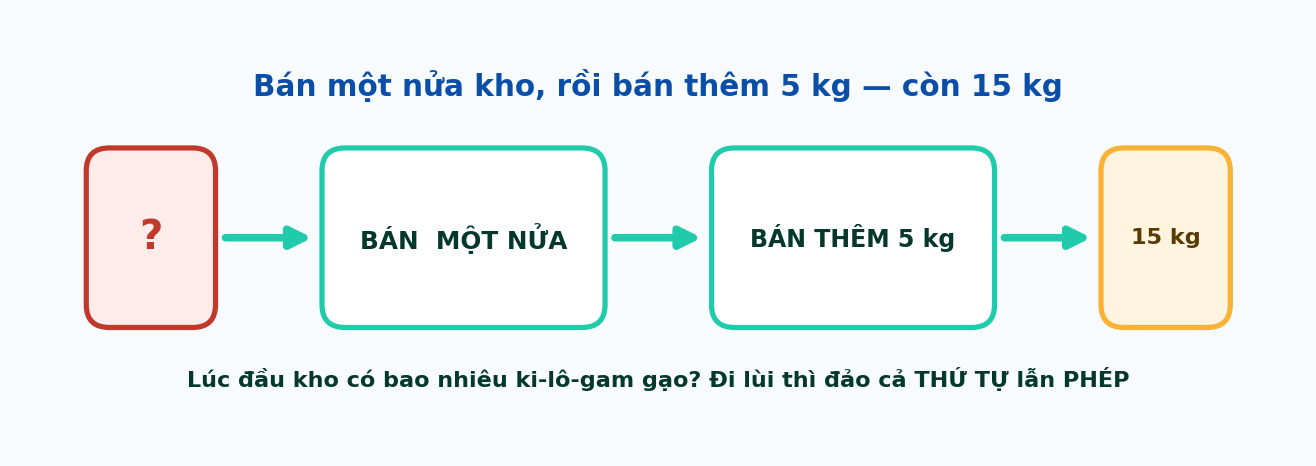 Bán một nửa kho, rồi bán thêm 5 kg — còn 15 kg
?
BÁN MỘT NỬA
BÁN THÊM 5 kg
15 kg
Lúc đầu kho có bao nhiêu ki-lô-gam gạo? Đi lùi thì đảo cả THỨ TỰ lẫn PHÉP